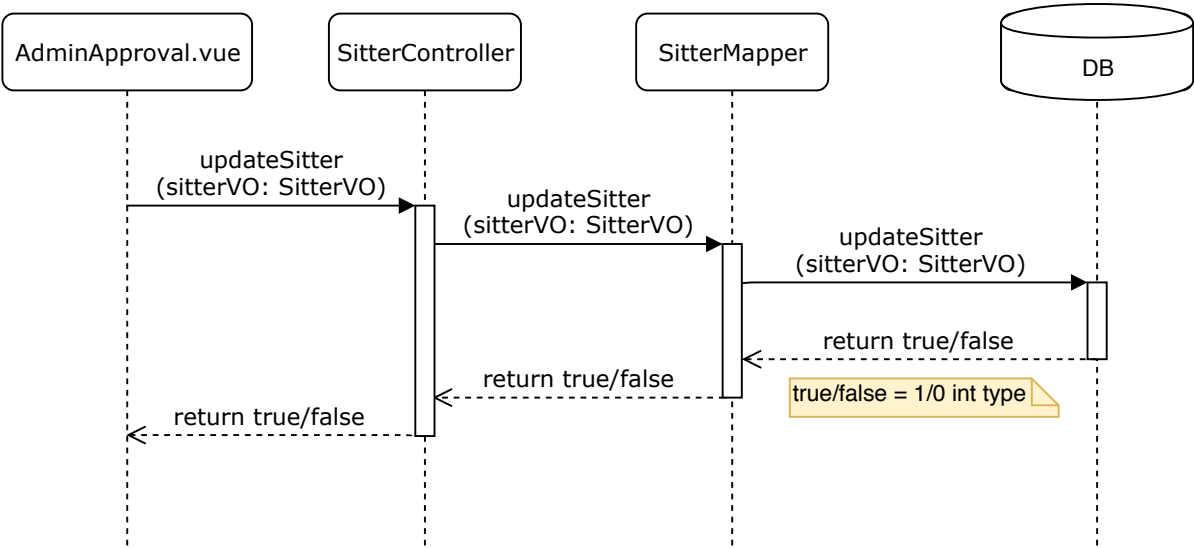 AdminApproval.vue
SitterController
SitterMapper
DB
updateSitter
(sitterVO: SitterVO)
updateSitter
(sitterVO: SitterVO)
updateSitter
(sitterVO: SitterVO)
return true/false
return true/false
true/false = 1/0 int type
return true/false